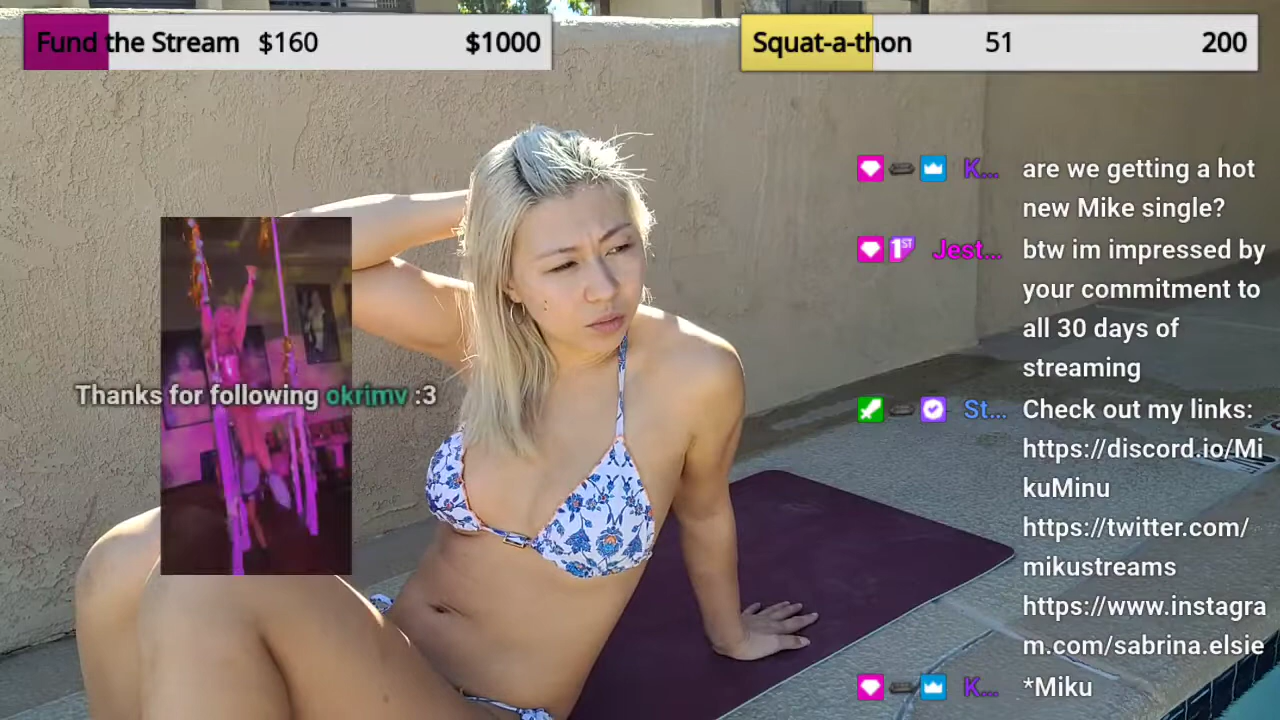 Fund the Stream $160 $1000
Squat-a-thon 51 200
K... are we getting a hot
new Mike single?
Jest... btw im impressed by
your commitment to
all 30 days of
streaming
Thanks for following okrimv :3
St... Check out my links:
https://discord.io/Mi
kuMinu
https://twitter.com/
mikustreams
https://www.instagra
m.com/sabrina.elsie
K... *Miku